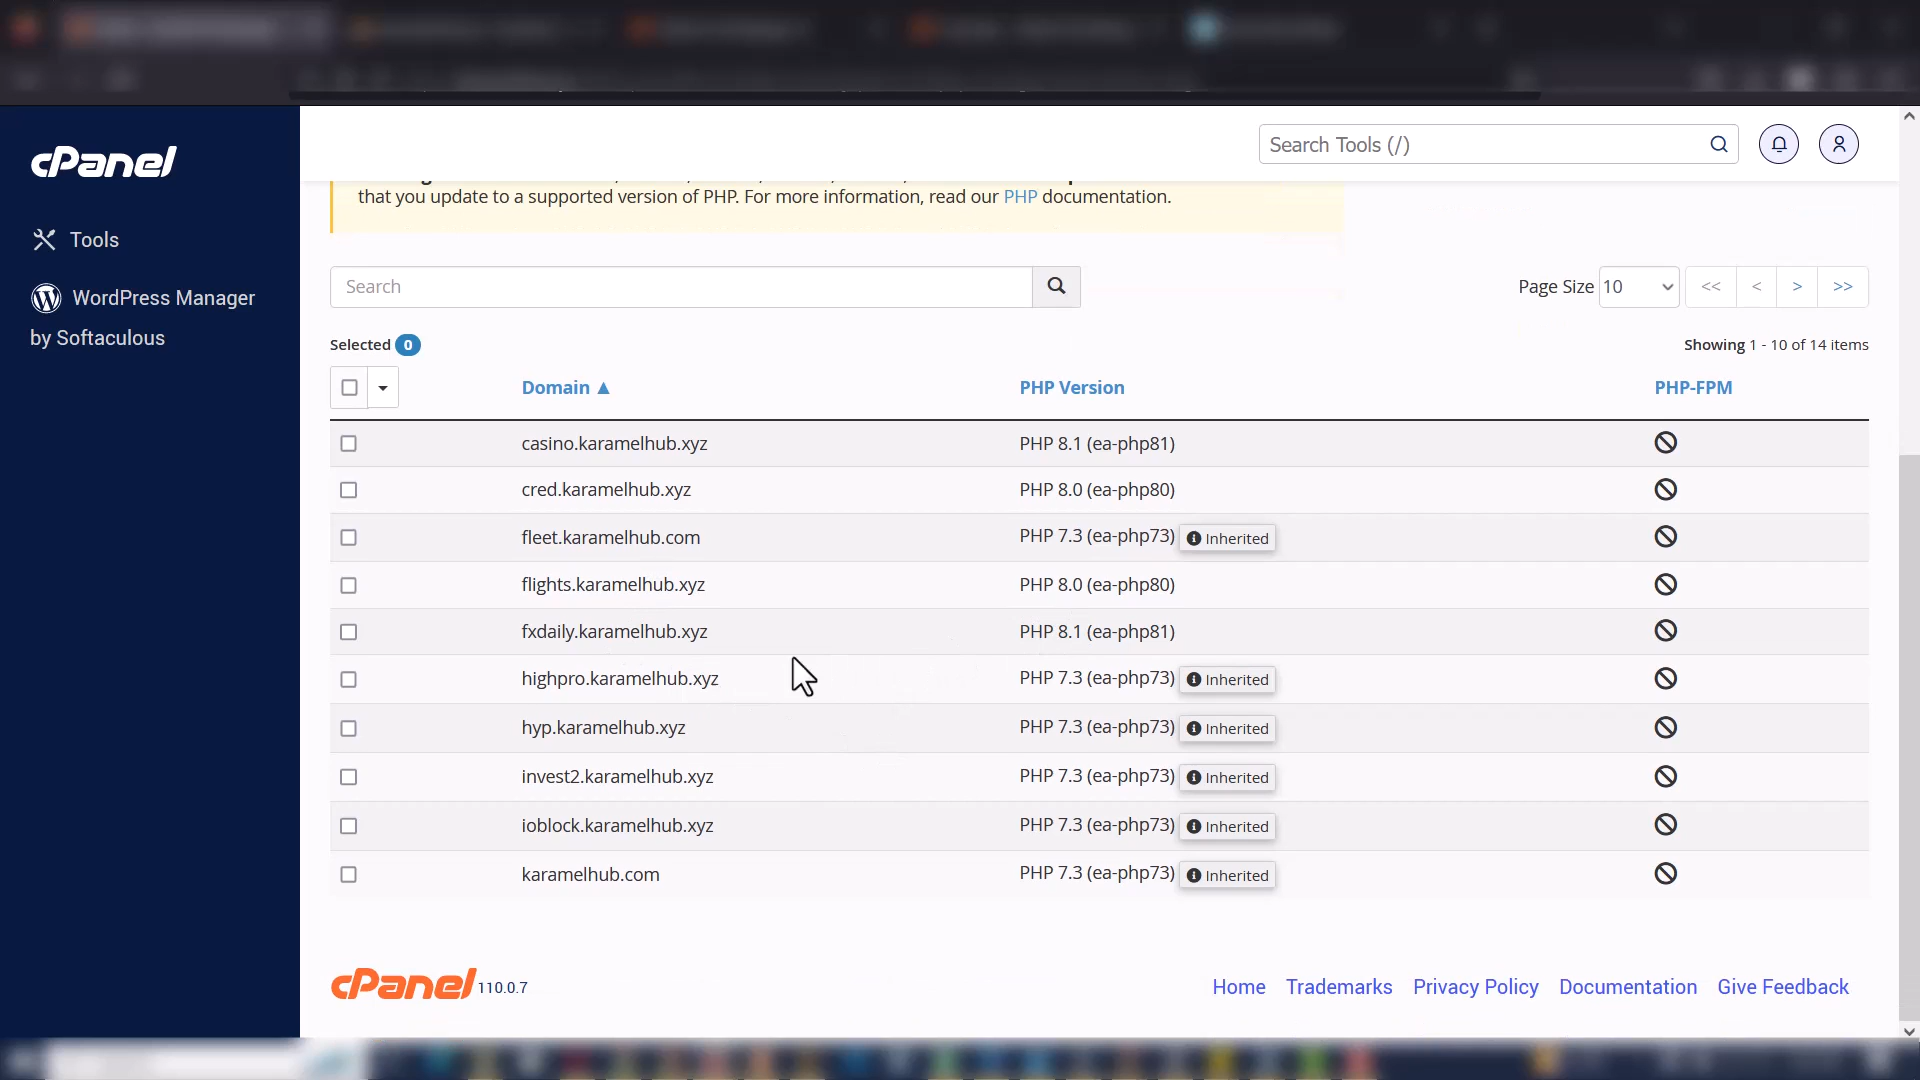 cPanel
Search Tools (/)
Tools
WordPress Manager
by Softaculous
that you update to a supported version of PHP. For more information, read our PHP documentation.
Search
Page Size 10 << < > >>
Selected 0
Showing 1 - 10 of 14 items
Domain ▲ PHP Version PHP-FPM
casino.karamelhub.xyz PHP 8.1 (ea-php81)
cred.karamelhub.xyz PHP 8.0 (ea-php80)
fleet.karamelhub.com PHP 7.3 (ea-php73) Inherited
flights.karamelhub.xyz PHP 8.0 (ea-php80)
fxdaily.karamelhub.xyz PHP 8.1 (ea-php81)
highpro.karamelhub.xyz PHP 7.3 (ea-php73) Inherited
hyp.karamelhub.xyz PHP 7.3 (ea-php73) Inherited
invest2.karamelhub.xyz PHP 7.3 (ea-php73) Inherited
ioblock.karamelhub.xyz PHP 7.3 (ea-php73) Inherited
karamelhub.com PHP 7.3 (ea-php73) Inherited
cPanel 110.0.7
Home Trademarks Privacy Policy Documentation Give Feedback